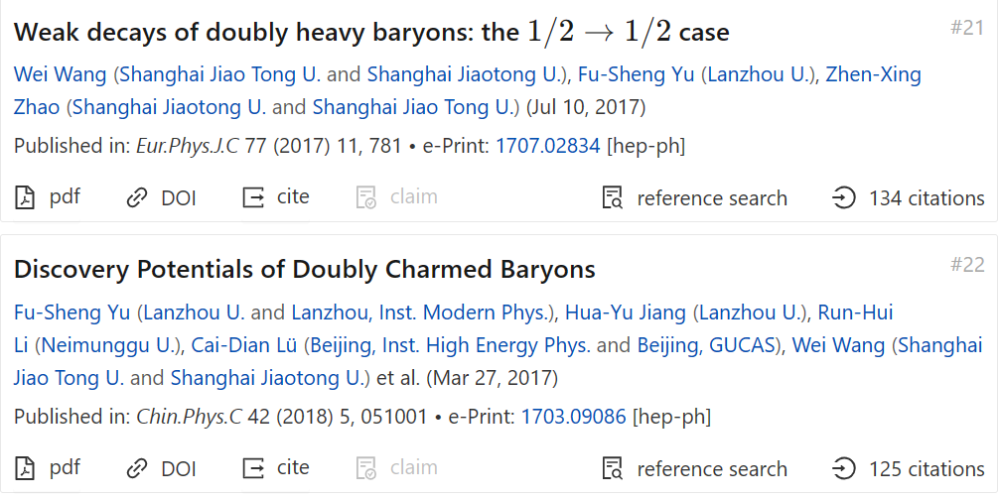 Weak decays of doubly heavy baryons: the 1/2 → 1/2 case
#21
Wei Wang (Shanghai Jiao Tong U. and Shanghai Jiaotong U.), Fu-Sheng Yu (Lanzhou U.), Zhen-Xing
Zhao (Shanghai Jiaotong U. and Shanghai Jiao Tong U.) (Jul 10, 2017)
Published in: Eur.Phys.J.C 77 (2017) 11, 781 • e-Print: 1707.02834 [hep-ph]
pdf DOI cite claim reference search 134 citations
Discovery Potentials of Doubly Charmed Baryons
#22
Fu-Sheng Yu (Lanzhou U. and Lanzhou, Inst. Modern Phys.), Hua-Yu Jiang (Lanzhou U.), Run-Hui
Li (Neimunggu U.), Cai-Dian Lü (Beijing, Inst. High Energy Phys. and Beijing, GUCAS), Wei Wang (Shanghai
Jiao Tong U. and Shanghai Jiaotong U.) et al. (Mar 27, 2017)
Published in: Chin.Phys.C 42 (2018) 5, 051001 • e-Print: 1703.09086 [hep-ph]
pdf DOI cite claim reference search 125 citations